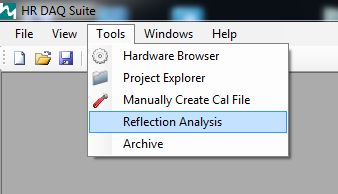 HR DAQ Suite
File View Tools Windows Help
Hardware Browser
Project Explorer
Manually Create Cal File
Reflection Analysis
Archive